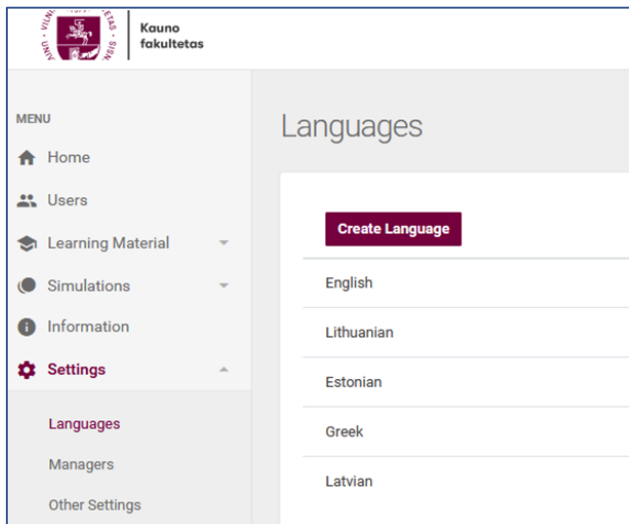 Kauno
fakultetas
MENU
Home
Users
Learning Material
Simulations
Information
Settings
Languages
Managers
Other Settings
Languages
Create Language
English
Lithuanian
Estonian
Greek
Latvian